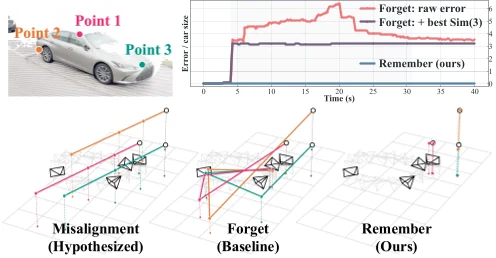 Point 1
Point 2
Point 3
Error / car size
6
5
4
3
2
1
0
Forget: raw error
Forget: + best Sim(3)
Remember (ours)
0 5 10 15 20 25 30 35 40
Time (s)
Misalignment
(Hypothesized)
Forget
(Baseline)
Remember
(Ours)